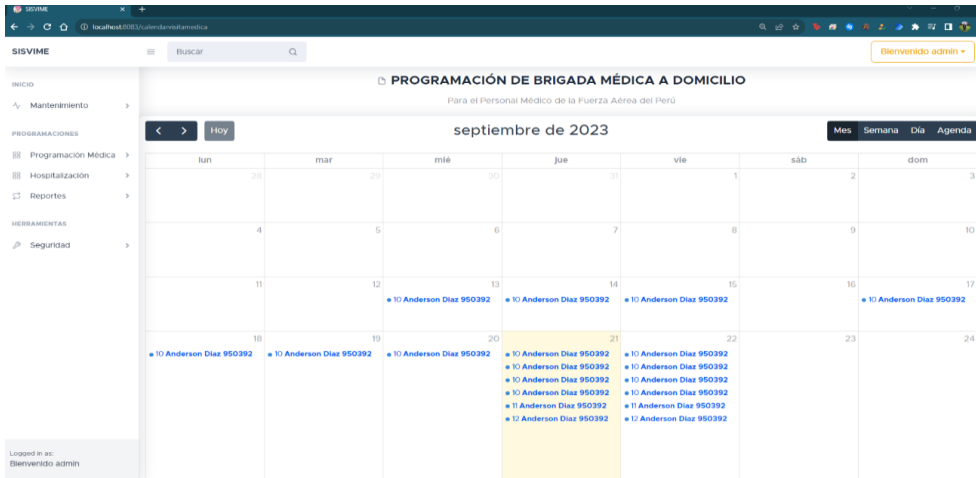 SISVIME
localhost:8083/calendarvisitamedica
SISVIME
Buscar
Bienvenido admin
INICIO
Mantenimiento
PROGRAMACIONES
Programación Médica
Hospitalización
Reportes
HERRAMIENTAS
Seguridad
Logged in as:
Bienvenido admin
PROGRAMACIÓN DE BRIGADA MÉDICA A DOMICILIO
Para el Personal Médico de la Fuerza Aérea del Perú
Hoy septiembre de 2023 Mes Semana Día Agenda
lun mar mié jue vie sáb dom
28 29 30 31 1 2 3
4 5 6 7 8 9 10
11 12 13 14 15 16 17
10 Anderson Diaz 950392 10 Anderson Diaz 950392 10 Anderson Diaz 950392 10 Anderson Diaz 950392
18 19 20 21 22 23 24
10 Anderson Diaz 950392 10 Anderson Diaz 950392 10 Anderson Diaz 950392 10 Anderson Diaz 950392 10 Anderson Diaz 950392
10 Anderson Diaz 950392 10 Anderson Diaz 950392
10 Anderson Diaz 950392 10 Anderson Diaz 950392
10 Anderson Diaz 950392 10 Anderson Diaz 950392
11 Anderson Diaz 950392 11 Anderson Diaz 950392
12 Anderson Diaz 950392 12 Anderson Diaz 950392